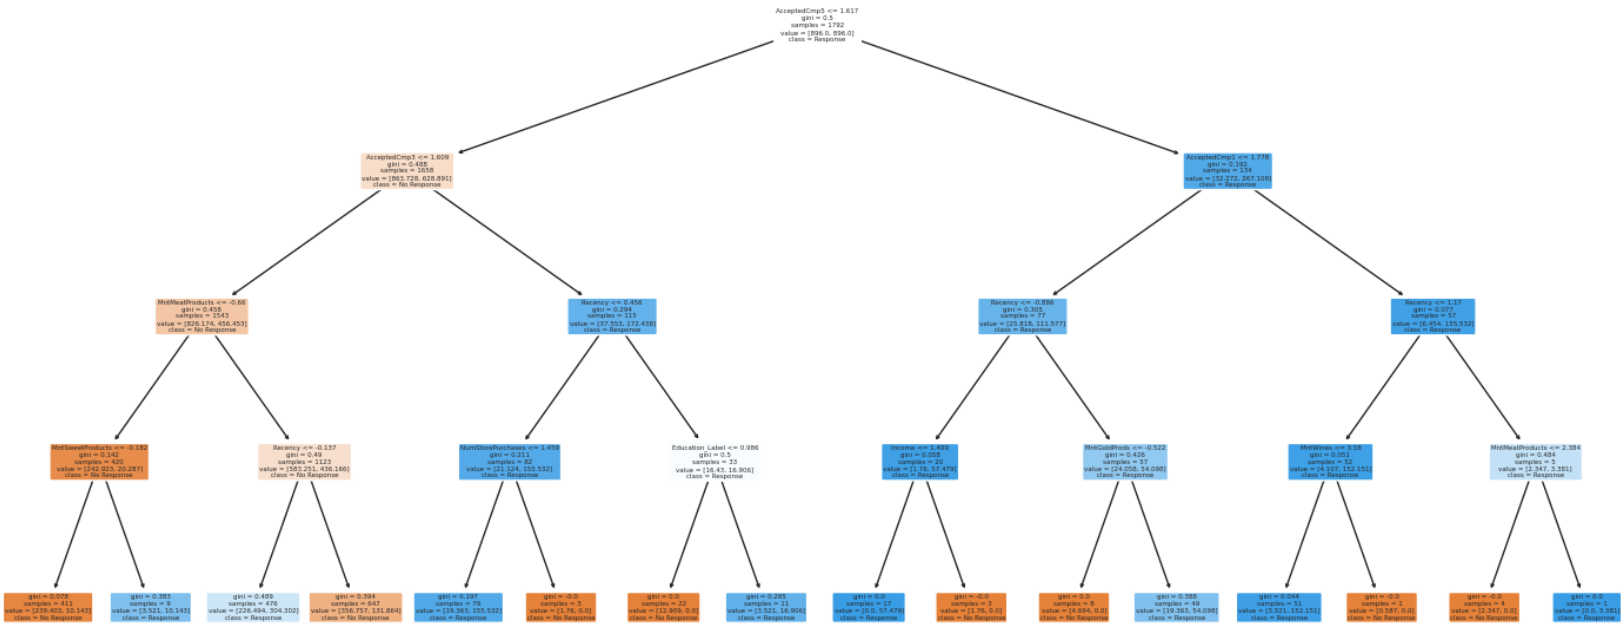 AcceptedCmp5 <= 1.617
gini = 0.5
samples = 1792
value = [896.0, 896.0]
class = Response
AcceptedCmp3 <= 1.609
gini = 0.488
samples = 1658
value = [863.728, 628.891]
class = No Response
AcceptedCmp1 <= 1.778
gini = 0.192
samples = 134
value = [32.272, 267.109]
class = Response
MntMeatProducts <= -0.66
gini = 0.458
samples = 1543
value = [826.174, 456.453]
class = No Response
Recency <= 0.456
gini = 0.294
samples = 115
value = [37.553, 172.438]
class = Response
Recency <= -0.886
gini = 0.305
samples = 77
value = [25.818, 111.577]
class = Response
Recency <= 1.17
gini = 0.077
samples = 57
value = [6.454, 155.532]
class = Response
MntSweetProducts <= -0.182
gini = 0.142
samples = 420
value = [242.923, 20.287]
class = No Response
Recency <= -0.137
gini = 0.49
samples = 1123
value = [583.251, 436.166]
class = No Response
NumStorePurchases <= 1.459
gini = 0.211
samples = 82
value = [21.124, 155.532]
class = Response
Education_Label <= 0.986
gini = 0.5
samples = 33
value = [16.43, 16.906]
class = Response
Income <= 1.409
gini = 0.058
samples = 20
value = [1.76, 57.479]
class = Response
MntGoldProds <= -0.522
gini = 0.426
samples = 57
value = [24.058, 54.098]
class = Response
MntWines <= 3.58
gini = 0.051
samples = 52
value = [4.107, 152.151]
class = Response
MntMeatProducts <= 2.384
gini = 0.484
samples = 5
value = [2.347, 3.381]
class = Response
gini = 0.078
samples = 411
value = [239.403, 10.143]
class = No Response
gini = 0.383
samples = 9
value = [3.521, 10.143]
class = Response
gini = 0.489
samples = 476
value = [226.494, 304.302]
class = Response
gini = 0.394
samples = 647
value = [356.757, 131.864]
class = No Response
gini = 0.197
samples = 79
value = [19.363, 155.532]
class = Response
gini = -0.0
samples = 3
value = [1.76, 0.0]
class = No Response
gini = 0.0
samples = 22
value = [12.909, 0.0]
class = No Response
gini = 0.285
samples = 11
value = [3.521, 16.906]
class = Response
gini = 0.0
samples = 17
value = [0.0, 57.479]
class = Response
gini = -0.0
samples = 3
value = [1.76, 0.0]
class = No Response
gini = 0.0
samples = 8
value = [4.694, 0.0]
class = No Response
gini = 0.388
samples = 49
value = [19.363, 54.098]
class = Response
gini = 0.044
samples = 51
value = [3.521, 152.151]
class = Response
gini = -0.0
samples = 1
value = [0.587, 0.0]
class = No Response
gini = -0.0
samples = 4
value = [2.347, 0.0]
class = No Response
gini = 0.0
samples = 1
value = [0.0, 3.381]
class = Response